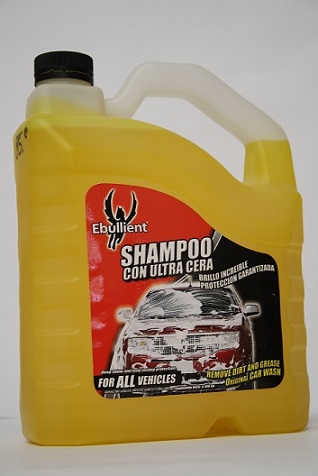 Ebullient
SHAMPOO
CON ULTRA CERA
BRILLO INCREIBLE
PROTECCION GARANTIZADA
FOR ALL VEHICLES
REMOVE DIRT AND GREASE
ORIGINAL CAR WASH